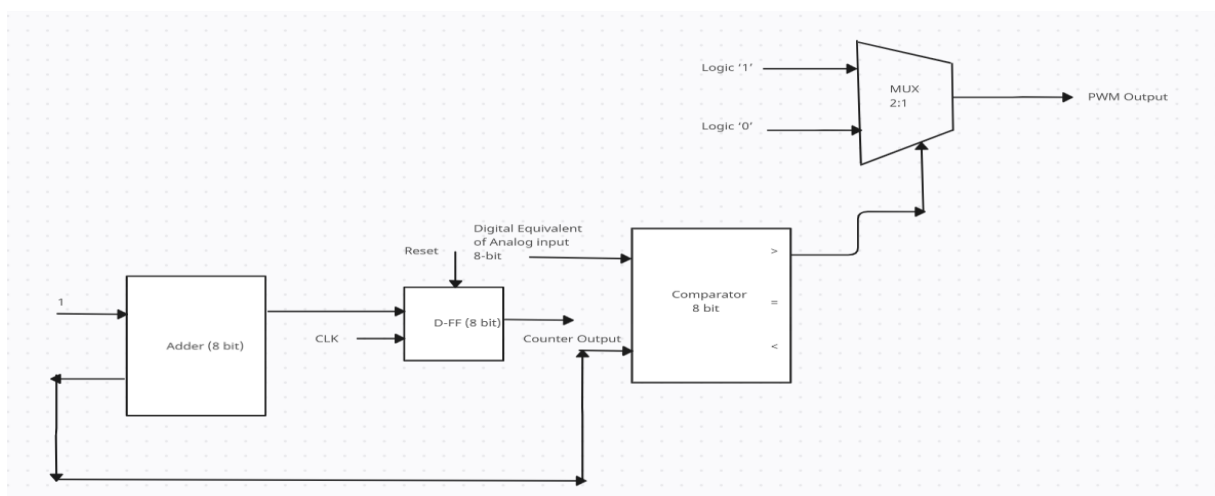 Logic ‘1’
MUX
2:1
PWM Output
Logic ‘0’
Digital Equivalent
of Analog input
8-bit
Reset
>
Comparator
8 bit
=
1
D-FF (8 bit)
CLK
Counter Output
Adder (8 bit)
<